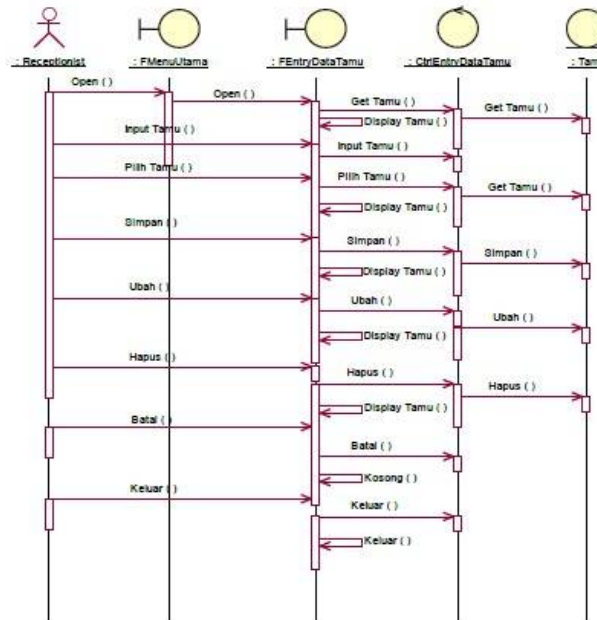 : Receptionist
: FMenuUtama
: FEntryDataTamu
: CtrlEntryDataTamu
: Tam
Open ( )
Open ( )
Get Tamu ( )
Get Tamu ( )
Display Tamu ( )
Input Tamu ( )
Input Tamu ( )
Pilih Tamu ( )
Pilih Tamu ( )
Get Tamu ( )
Display Tamu ( )
Simpan ( )
Simpan ( )
Simpan ( )
Display Tamu ( )
Ubah ( )
Ubah ( )
Ubah ( )
Display Tamu ( )
Hapus ( )
Hapus ( )
Hapus ( )
Display Tamu ( )
Batal ( )
Batal ( )
Kosong ( )
Keluar ( )
Keluar ( )
Keluar ( )